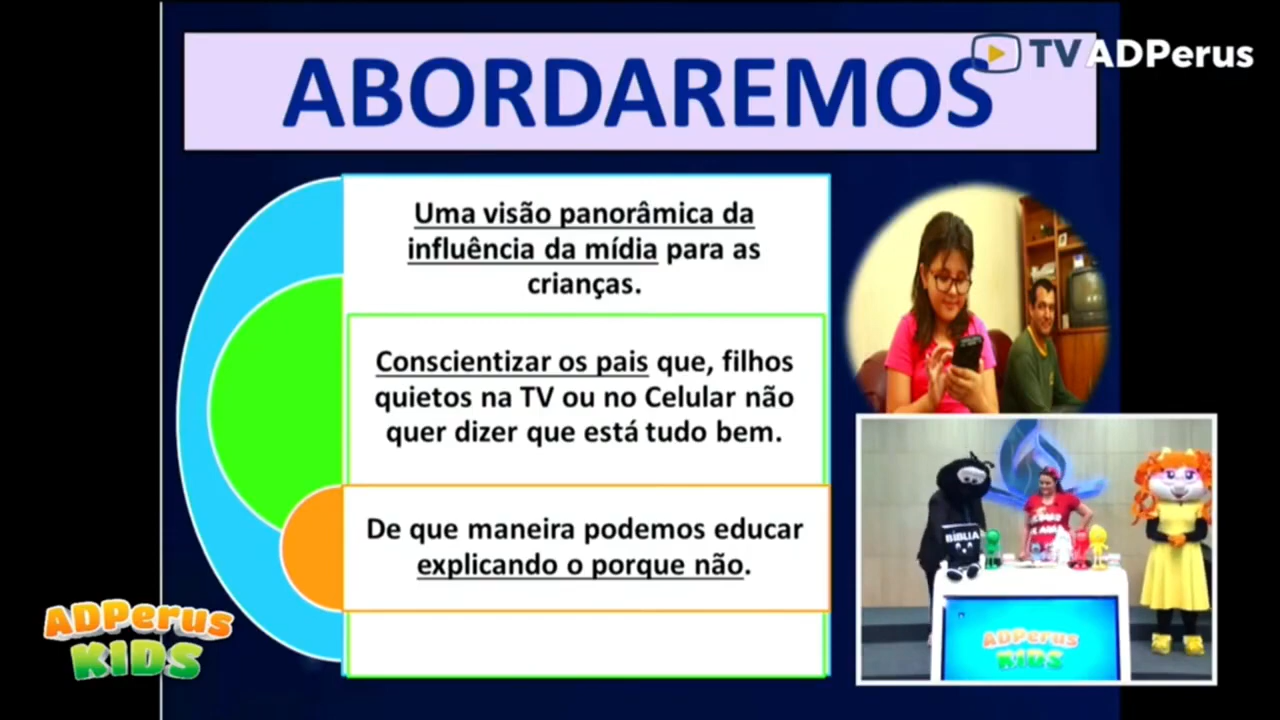 ABORDAREMOS
TV ADPerus
Uma visão panorâmica da
influência da mídia para as
crianças.
Conscientizar os pais que, filhos
quietos na TV ou no Celular não
quer dizer que está tudo bem.
De que maneira podemos educar
explicando o porque não.
BÍBLIA
ADPerus
KIDS
ADPerus
KIDS